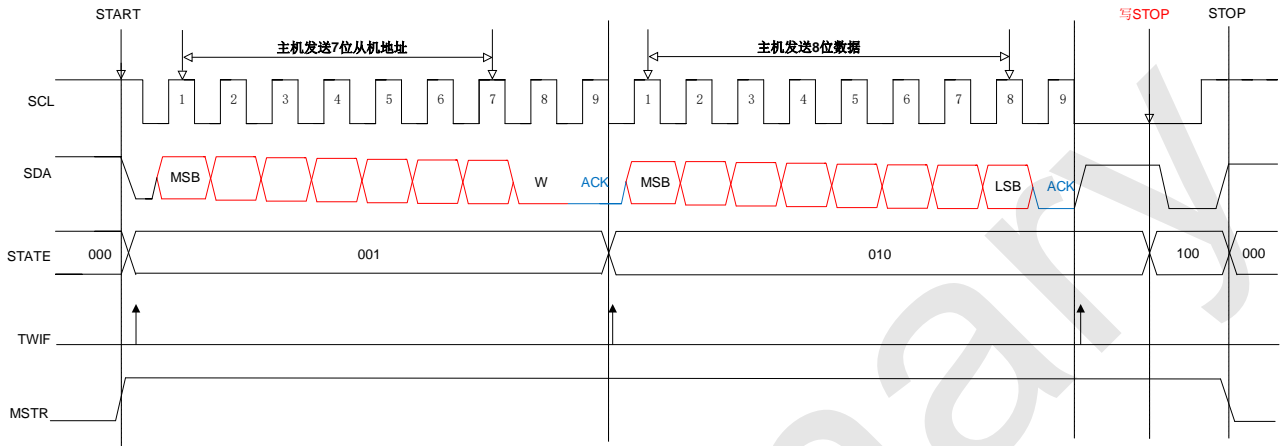 START 写STOP STOP
主机发送7位从机地址 主机发送8位数据
SCL 1 2 3 4 5 6 7 8 9 1 2 3 4 5 6 7 8 9
SDA MSB W ACK MSB LSB ACK
STATE 000 001 010 100 000
TWIF
MSTR